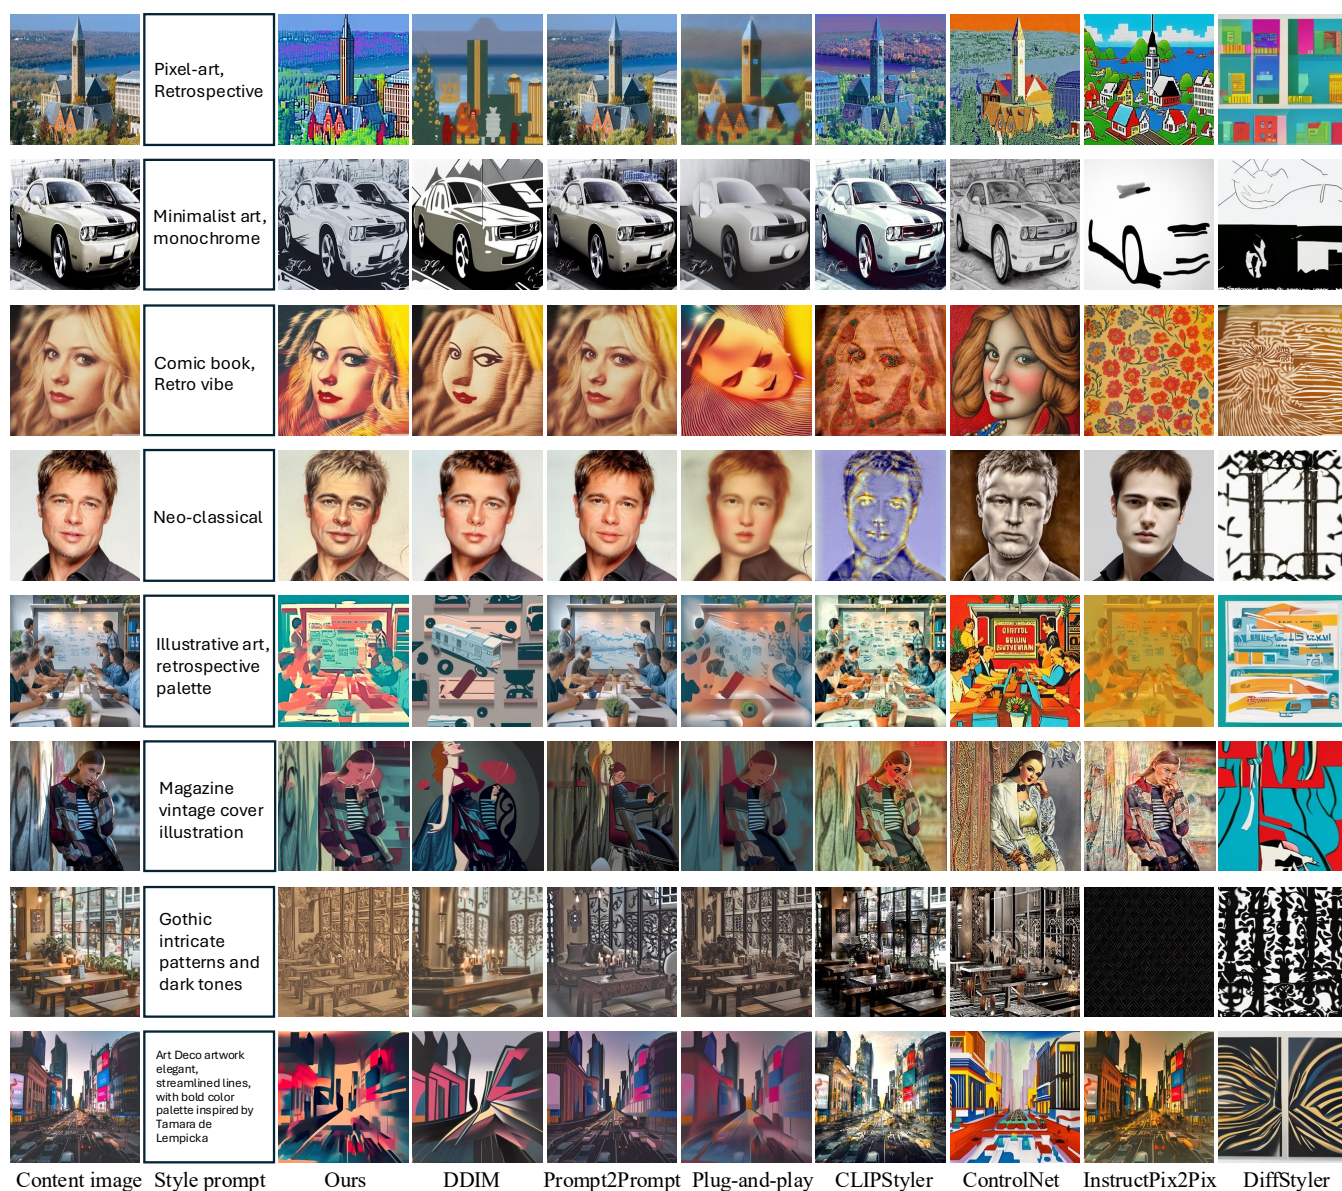 Pixel-art,
Retrospective
Minimalist art,
monochrome
Comic book,
Retro vibe
Neo-classical
Illustrative art,
retrospective
palette
Magazine
vintage cover
illustration
Gothic
intricate
patterns and
dark tones
Art Deco artwork
elegant,
streamlined lines,
with bold color
palette inspired by
Tamara de
Lempicka
Content image Style prompt Ours DDIM Prompt2Prompt Plug-and-play CLIPStyler ControlNet InstructPix2Pix DiffStyler